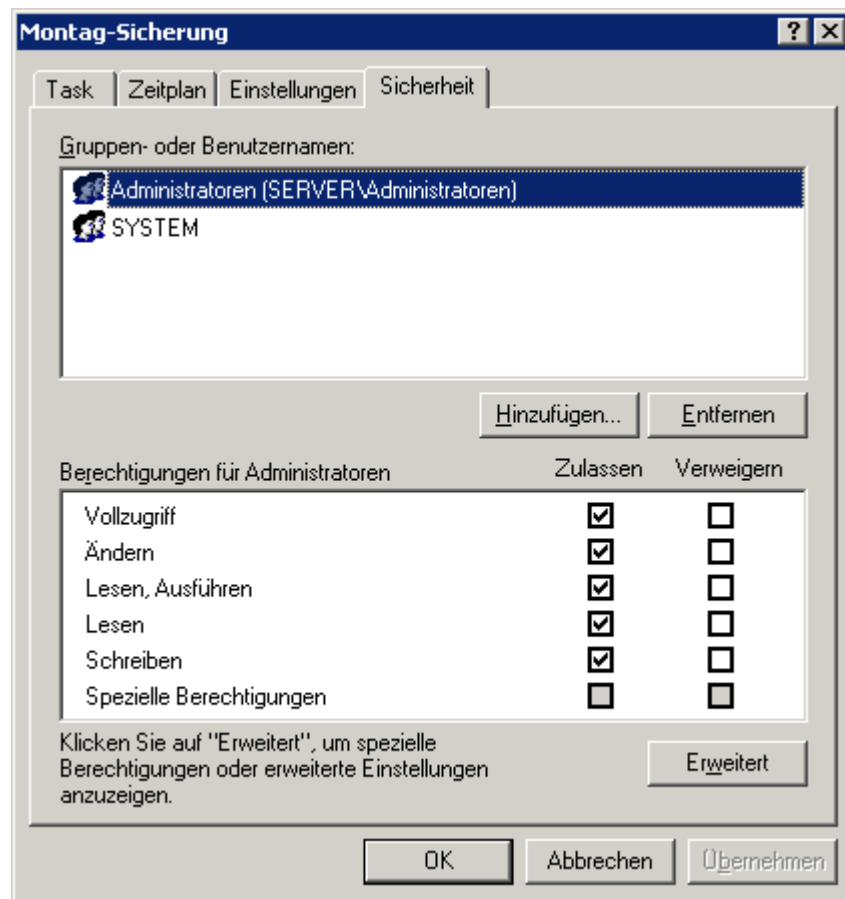 Montag-Sicherung
Task Zeitplan Einstellungen Sicherheit
Gruppen- oder Benutzernamen:
Administratoren (SERVER\Administratoren)
SYSTEM
Hinzufügen... Entfernen
Berechtigungen für Administratoren Zulassen Verweigern
Vollzugriff
Ändern
Lesen, Ausführen
Lesen
Schreiben
Spezielle Berechtigungen
Klicken Sie auf "Erweitert", um spezielle
Berechtigungen oder erweiterte Einstellungen
anzuzeigen.
Erweitert
OK Abbrechen Übernehmen